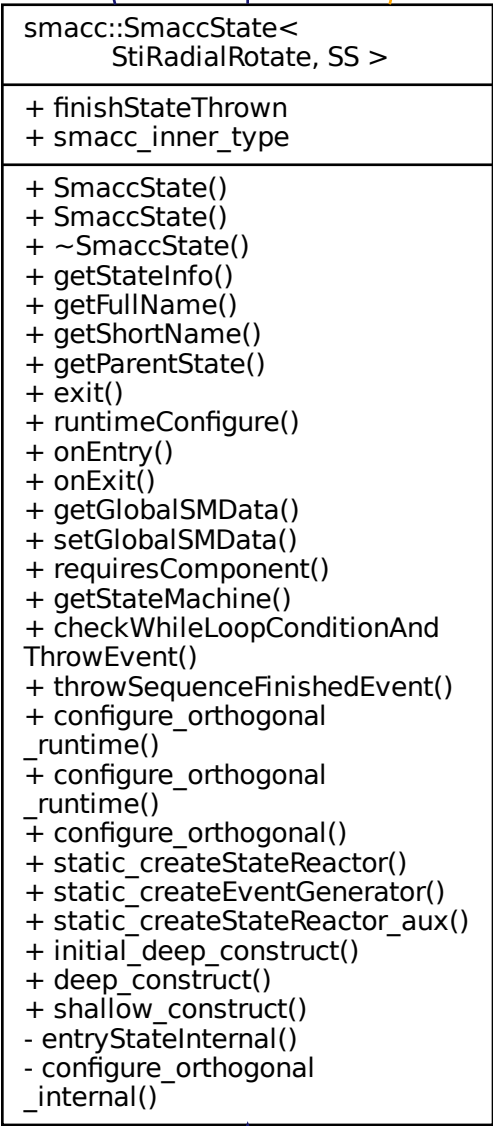 smacc::SmaccState<
StiRadialRotate, SS >
+ finishStateThrown
+ smacc_inner_type
+ SmaccState()
+ SmaccState()
+ ~SmaccState()
+ getStateInfo()
+ getFullName()
+ getShortName()
+ getParentState()
+ exit()
+ runtimeConfigure()
+ onEntry()
+ onExit()
+ getGlobalSMData()
+ setGlobalSMData()
+ requiresComponent()
+ getStateMachine()
+ checkWhileLoopConditionAnd
ThrowEvent()
+ throwSequenceFinishedEvent()
+ configure_orthogonal
_runtime()
+ configure_orthogonal
_runtime()
+ configure_orthogonal()
+ static_createStateReactor()
+ static_createEventGenerator()
+ static_createStateReactor_aux()
+ initial_deep_construct()
+ deep_construct()
+ shallow_construct()
- entryStateInternal()
- configure_orthogonal
_internal()